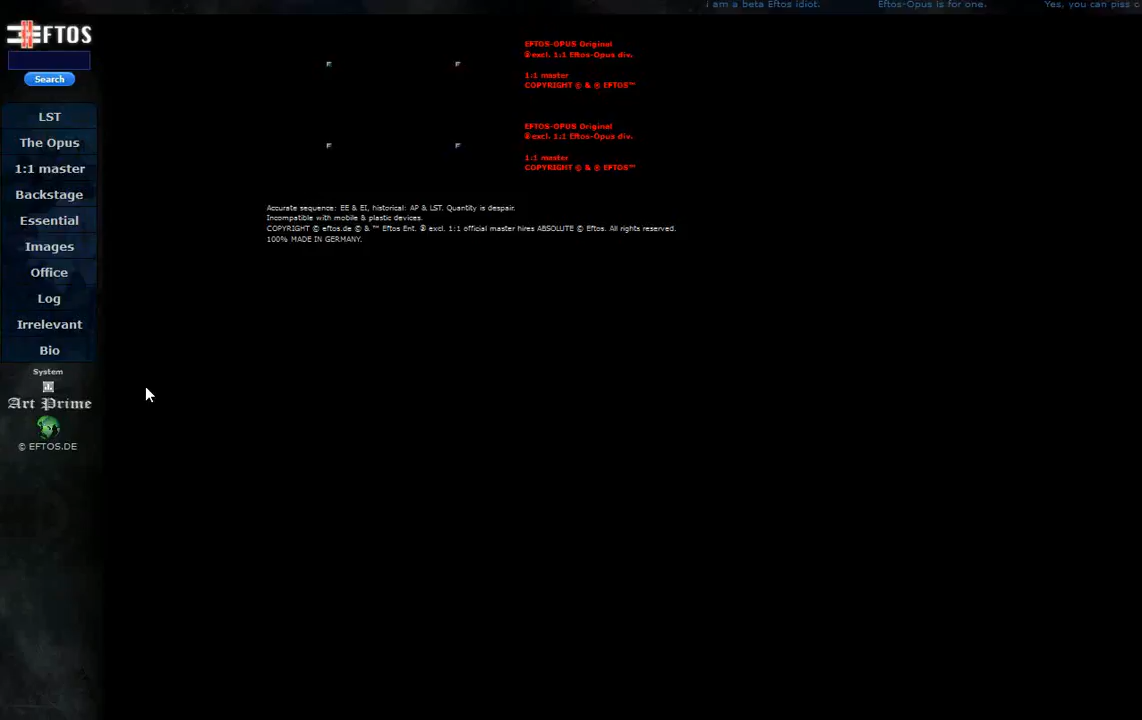 i am a beta Eftos idiot. Eftos-Opus is for one. Yes, you can piss
EFTOS
Search
LST
The Opus
1:1 master
Backstage
Essential
Images
Office
Log
Irrelevant
Bio
System
Art Prime
© EFTOS.DE
EFTOS-OPUS Original
excl. 1:1 Eftos-Opus div.
1:1 master
COPYRIGHT © & ® EFTOS™
EFTOS-OPUS Original
excl. 1:1 Eftos-Opus div.
1:1 master
COPYRIGHT © & ® EFTOS™
Accurate sequence: EE & EI, historical: AP & LST. Quantity is despair.
Incompatible with mobile & plastic devices.
COPYRIGHT © eftos.de © & ™ Eftos Ent. excl. 1:1 official master hires ABSOLUTE © Eftos. All rights reserved.
100% MADE IN GERMANY.